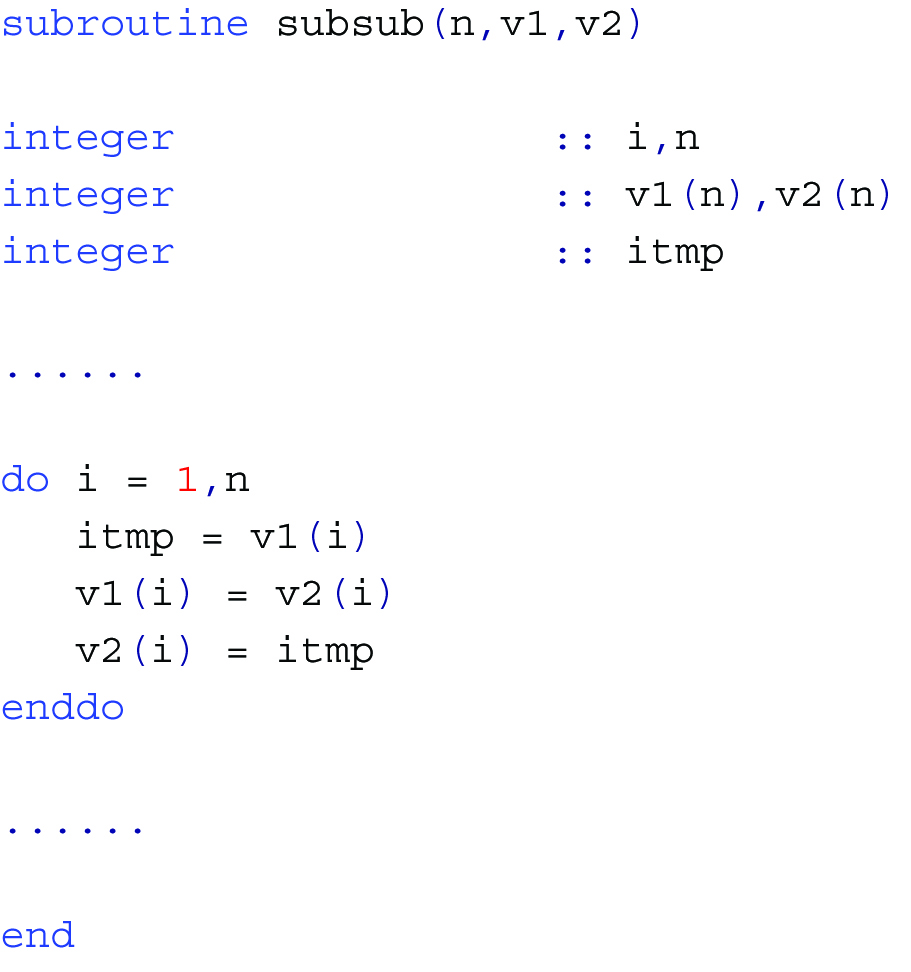 subroutine subsub(n,v1,v2)
integer                :: i,n
integer                :: v1(n),v2(n)
integer                :: itmp
......
do i = 1,n
   itmp = v1(i)
   v1(i) = v2(i)
   v2(i) = itmp
enddo
......
end